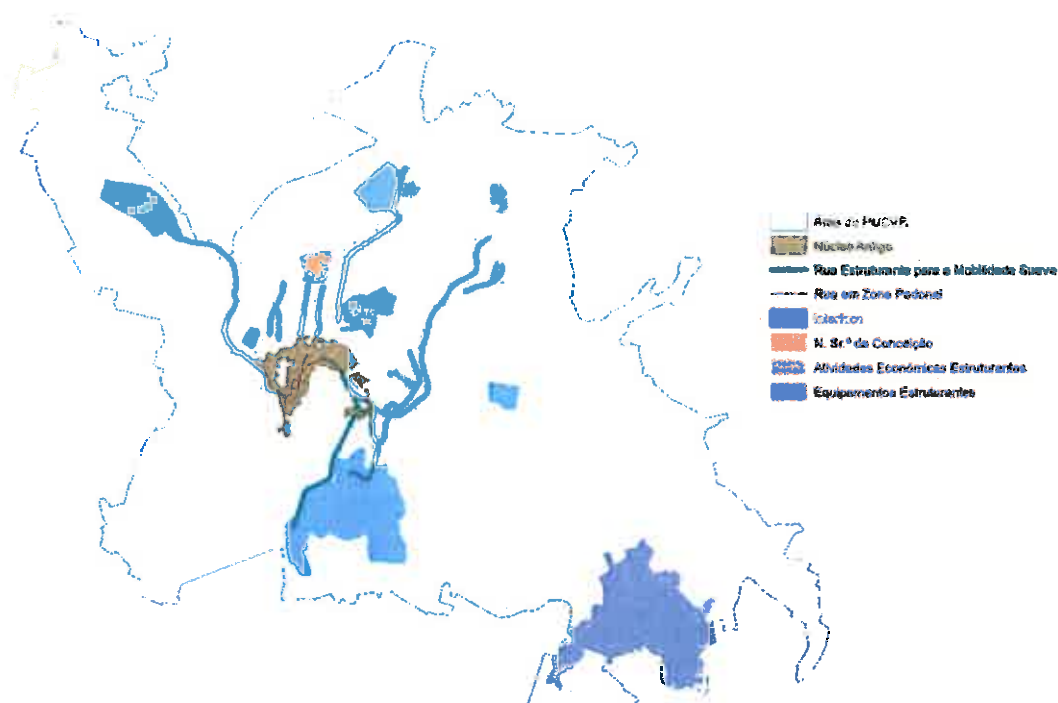 Área do PUCVP.
Núcleo Antigo
Rua Estruturante para a Mobilidade Suave
Rua em Zona Pedonal
Interfaces
N. Sr.ª da Conceição
Atividades Económicas Estruturantes
Equipamentos Estruturantes